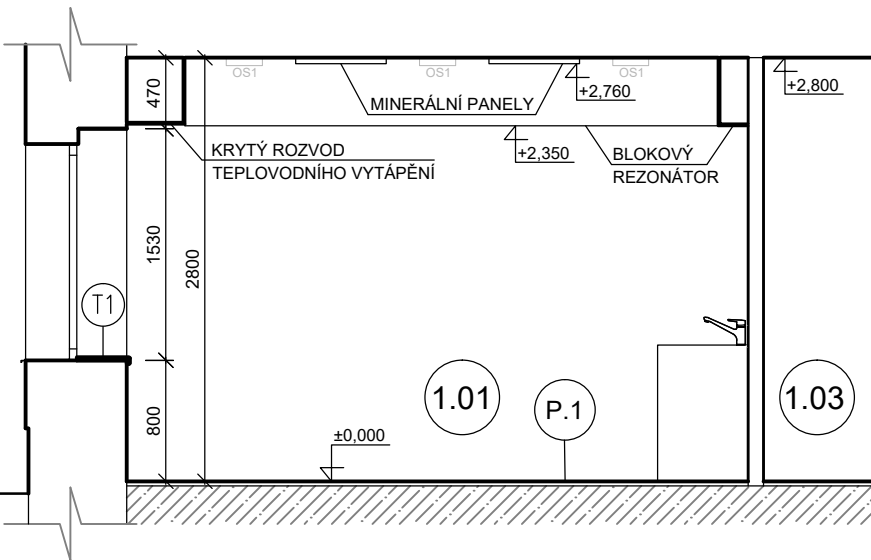 OS1
OS1
OS1
470
MINERÁLNÍ PANELY
+2,760
+2,800
KRYTÝ ROZVOD
TEPLOVODNÍHO VYTÁPĚNÍ
+2,350
BLOKOVÝ
REZONÁTOR
1530
2800
T1
800
1.01
P.1
1.03
±0,000